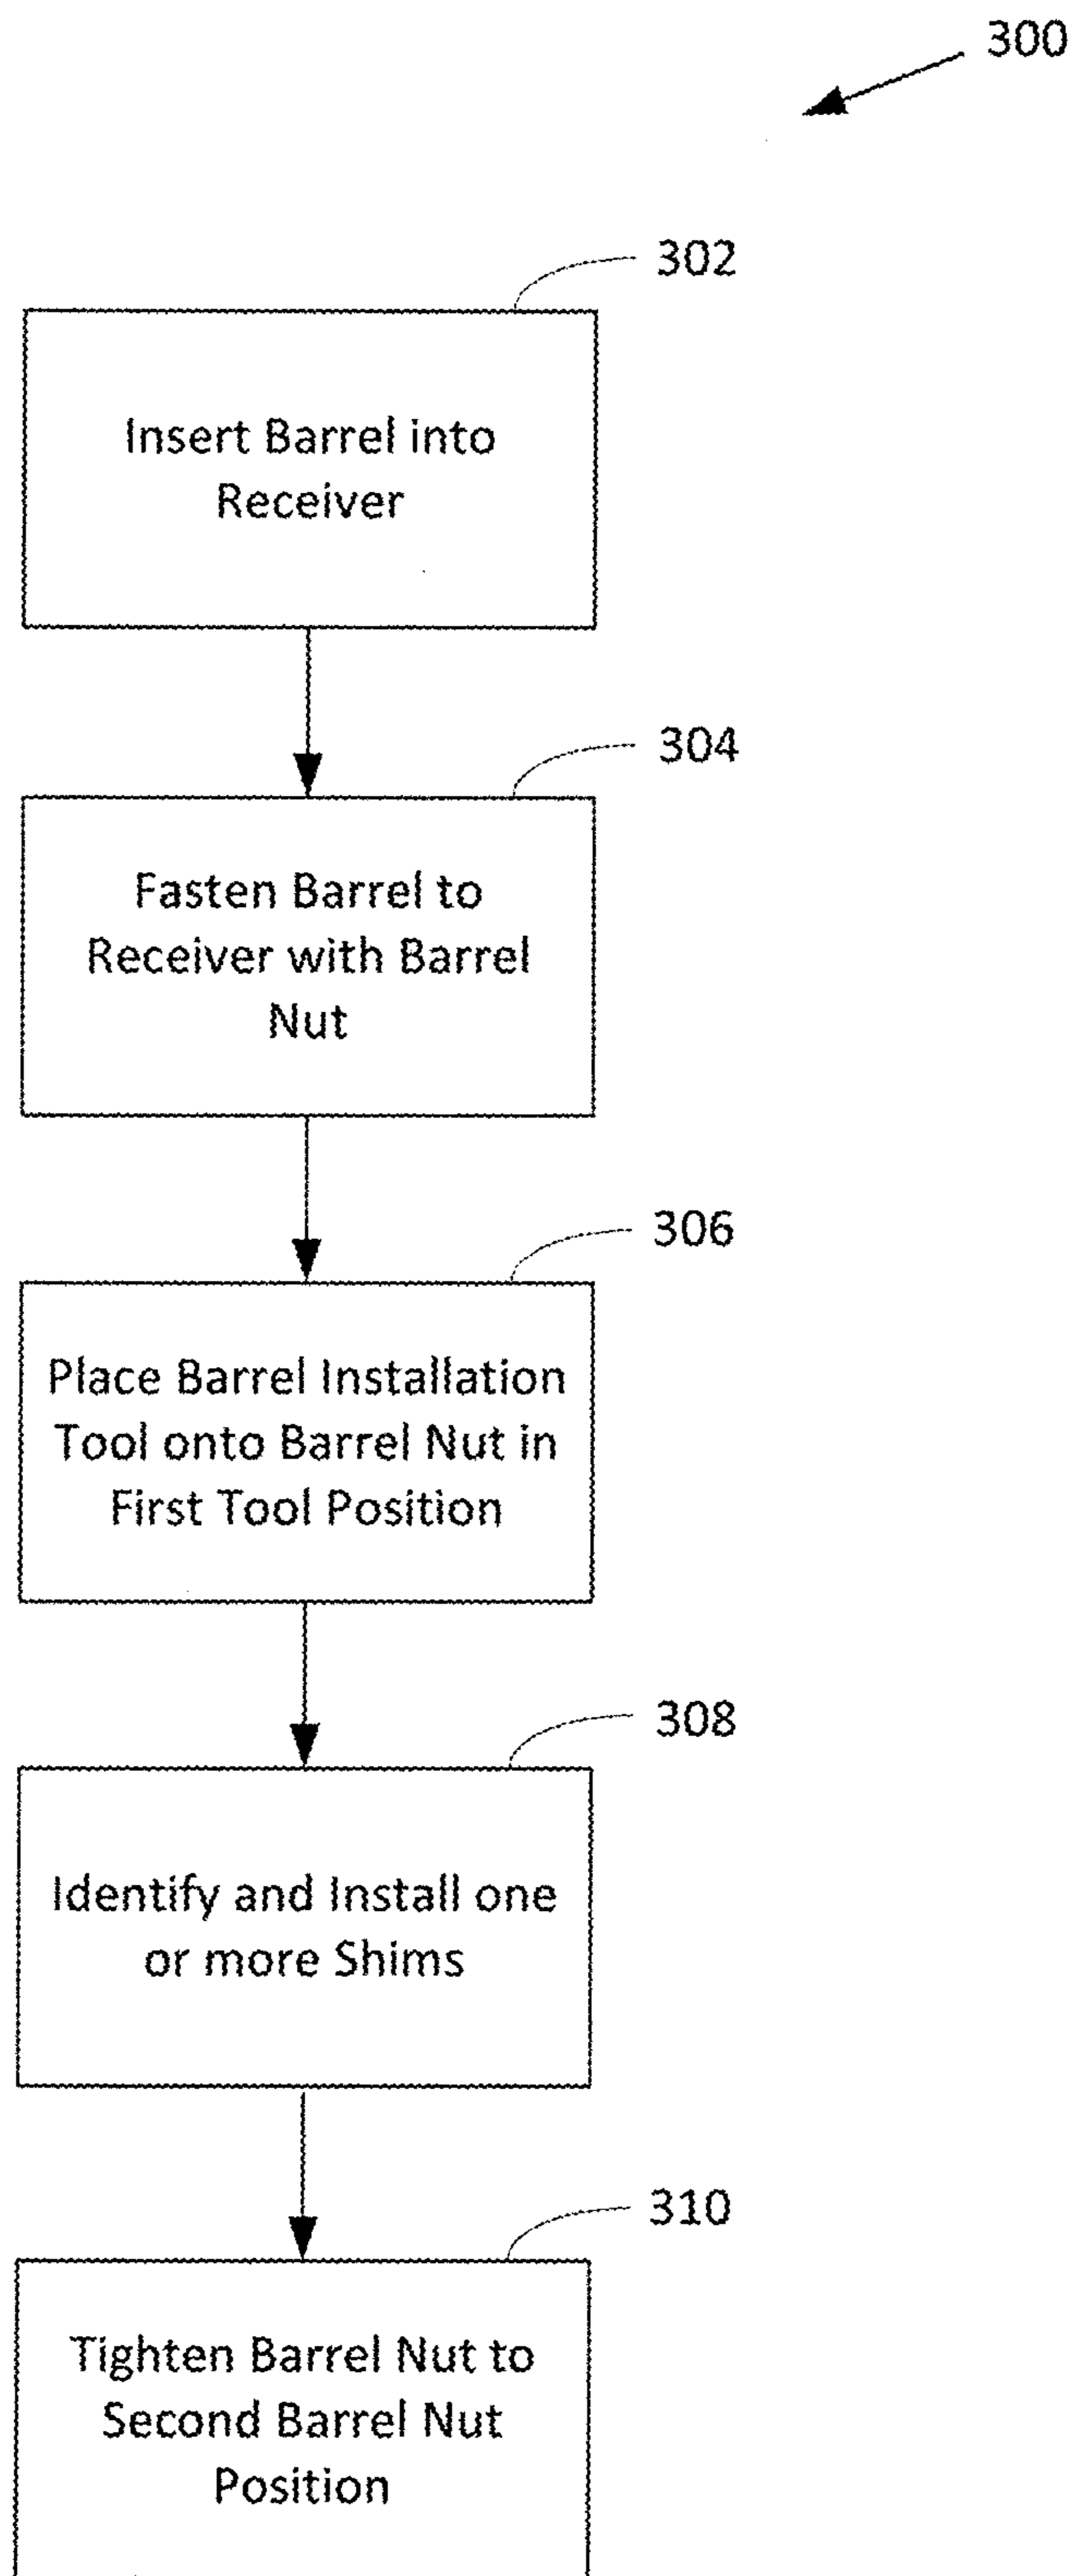 300
302
Insert Barrel into
Receiver
304
Fasten Barrel to
Receiver with Barrel
Nut
306
Place Barrel Installation
Tool onto Barrel Nut in
First Tool Position
308
Identify and Install one
or more Shims
310
Tighten Barrel Nut to
Second Barrel Nut
Position